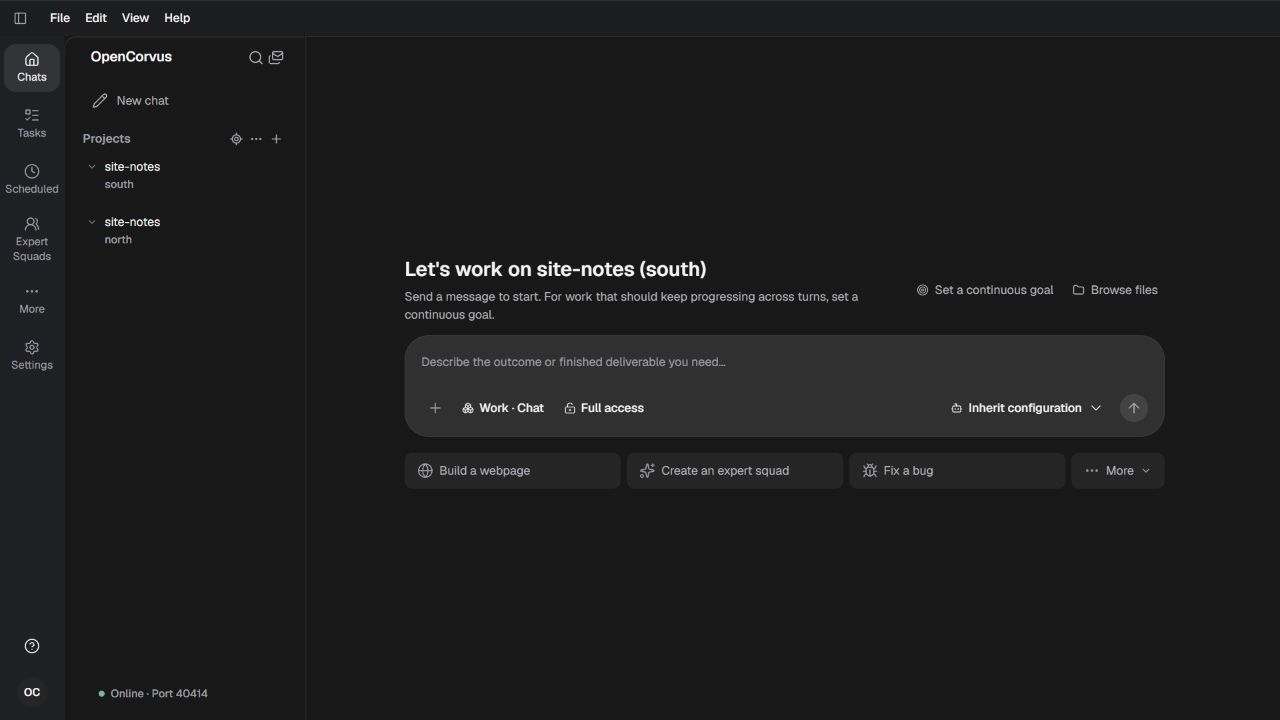 File Edit View Help
Chats
Tasks
Scheduled
Expert
Squads
More
Settings
OC
OpenCorvus
New chat
Projects
site-notes
south
site-notes
north
Online · Port 40414
Let's work on site-notes (south)
Send a message to start. For work that should keep progressing across turns, set a
continuous goal.
Set a continuous goal
Browse files
Describe the outcome or finished deliverable you need...
Work · Chat
Full access
Inherit configuration
Build a webpage
Create an expert squad
Fix a bug
More